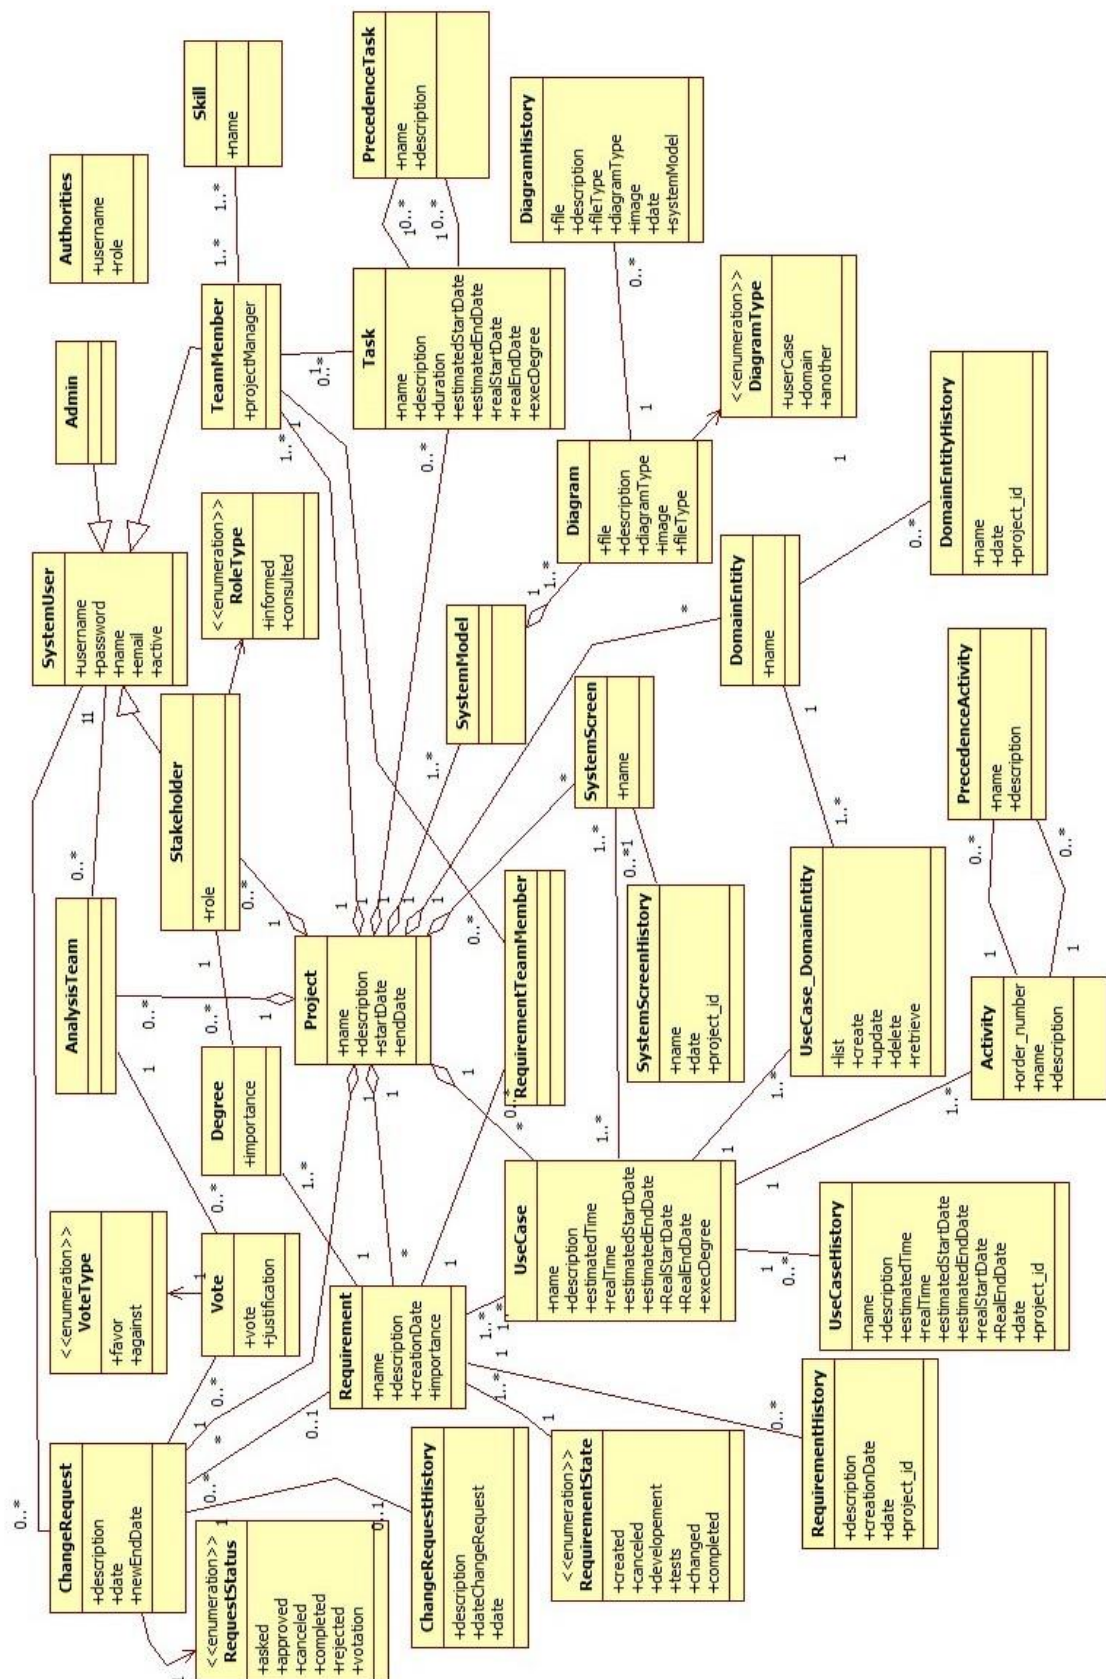 ChangeRequest
+description
+date
+newEndDate
<<enumeration>>
RequestStatus
+asked
+approved
+canceled
+completed
+rejected
+votation
<<enumeration>>
VoteType
+favor
+against
Vote
+vote
+justification
AnalysisTeam
Degree
+importance
Stakeholder
+role
SystemUser
+username
+password
+name
+email
+active
<<enumeration>>
RoleType
+informed
+consulted
Admin
Authorities
+username
+role
TeamMember
+projectManager
Skill
+name
ChangeRequestHistory
+description
+dateChangeRequest
+date
Requirement
+name
+description
+creationDate
+importance
Project
+name
+description
+startDate
+endDate
Task
+name
+description
+duration
+estimatedStartDate
+estimatedEndDate
+realStartDate
+realEndDate
+execDegree
PrecedenceTask
+name
+description
<<enumeration>>
RequirementState
+created
+canceled
+developement
+tests
+changed
+completed
UseCase
+name
+description
+estimatedTime
+realTime
+estimatedStartDate
+estimatedEndDate
+RealStartDate
+RealEndDate
+execDegree
RequirementTeamMember
SystemModel
Diagram
+file
+description
+diagramType
+image
+fileType
DiagramHistory
+file
+description
+fileType
+diagramType
+image
+date
+systemModel
SystemScreenHistory
+name
+date
+project_id
SystemScreen
+name
DomainEntity
+name
<<enumeration>>
DiagramType
+userCase
+domain
+another
RequirementHistory
+description
+creationDate
+date
+project_id
UseCaseHistory
+name
+description
+estimatedTime
+realTime
+estimatedStartDate
+estimatedEndDate
+realStartDate
+RealEndDate
+date
+project_id
UseCase_DomainEntity
+list
+create
+update
+delete
+retrieve
DomainEntityHistory
+name
+date
+project_id
Activity
+order_number
+name
+description
PrecedenceActivity
+name
+description